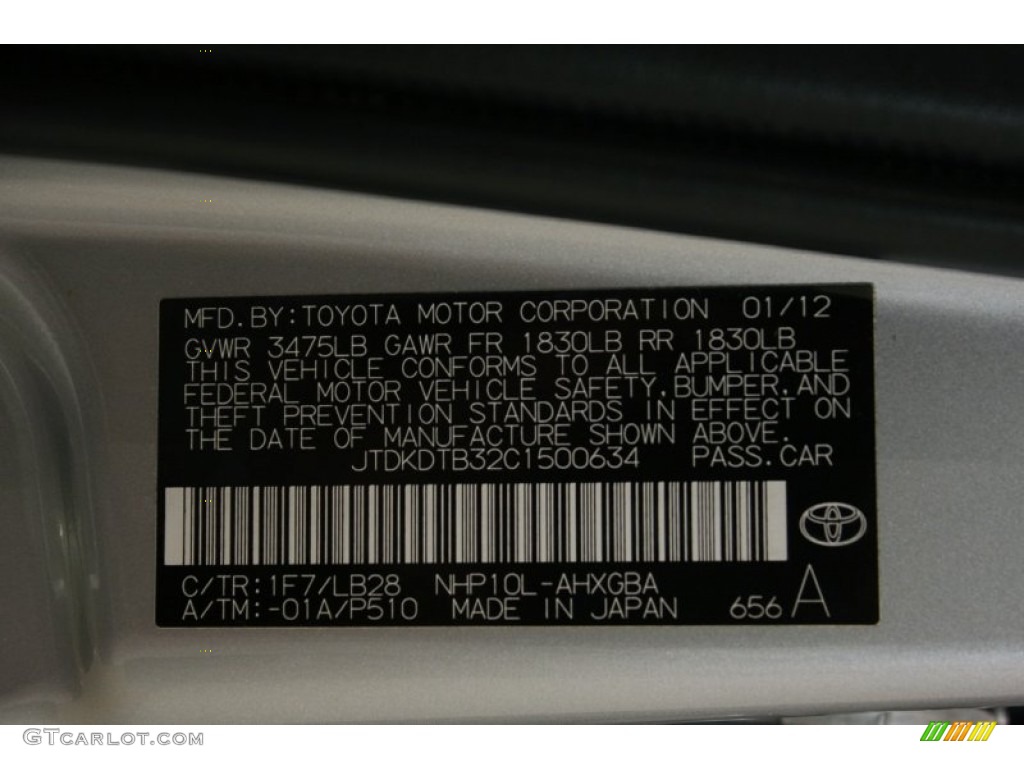 MFD.BY:TOYOTA MOTOR CORPORATION 01/12
GVWR 3475LB GAWR FR 1830LB RR 1830LB
THIS VEHICLE CONFORMS TO ALL APPLICABLE
FEDERAL MOTOR VEHICLE SAFETY,BUMPER,AND
THEFT PREVENTION STANDARDS IN EFFECT ON
THE DATE OF MANUFACTURE SHOWN ABOVE.
JTDKDTB32C1500634 PASS.CAR
C/TR:1F7/LB28 NHP10L-AHXGBA
A/TM:-01A/P510 MADE IN JAPAN 656 A
GTCARLOT.COM